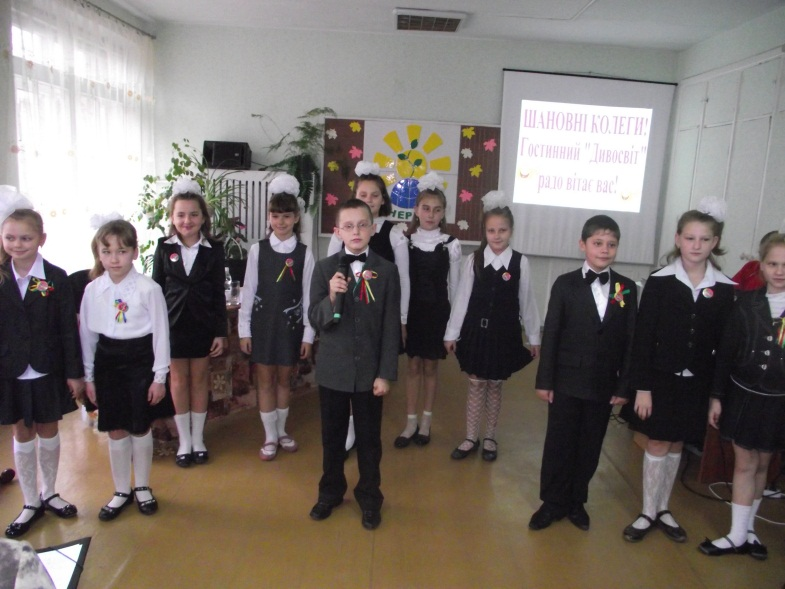 ШАНОВНІ КОЛЕГИ!
Гостинний "Дивосвіт"
радо вітає вас!